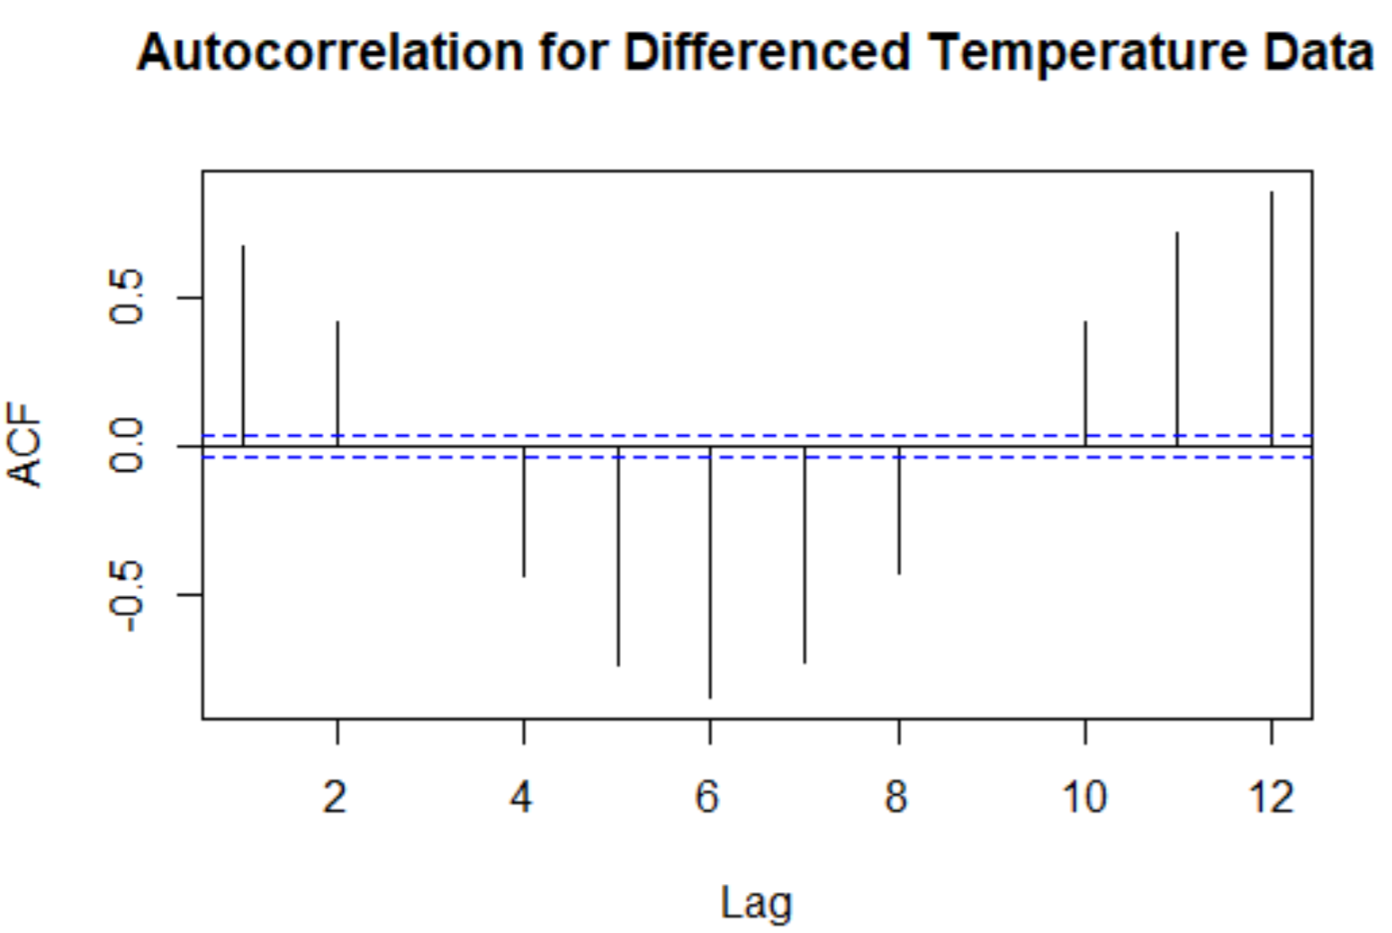 Autocorrelation for Differenced Temperature Data
ACF
0.5
0.0
-0.5
2 4 6 8 10 12
Lag